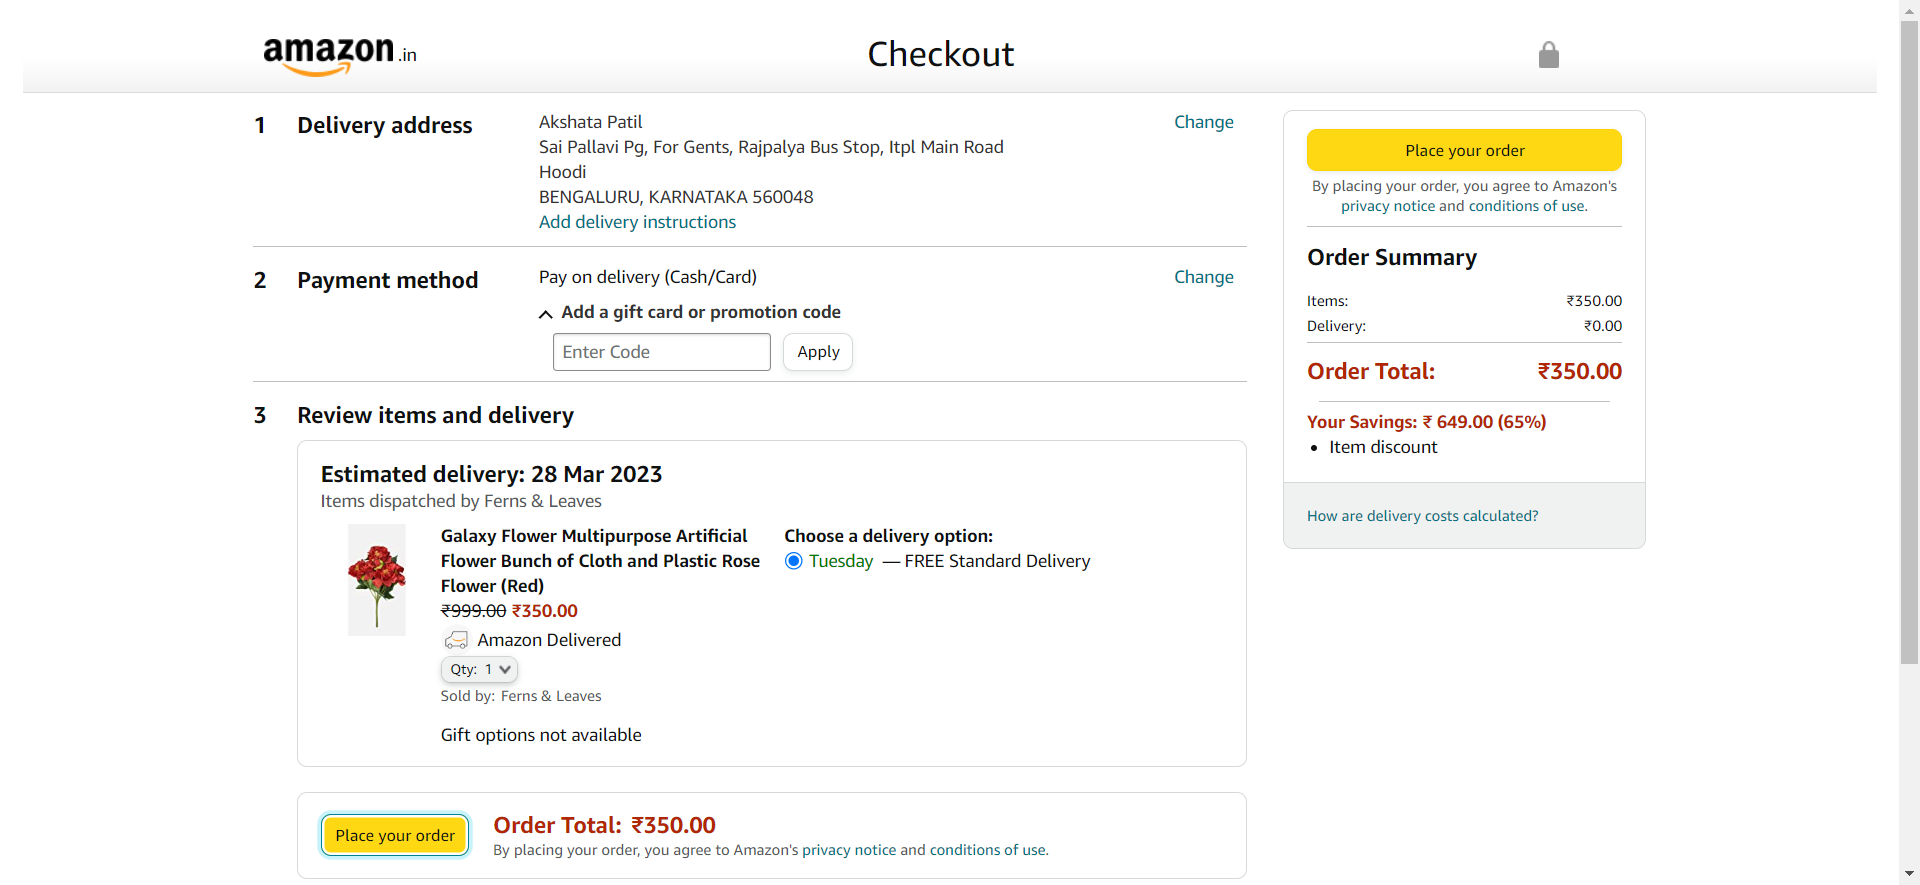 amazon.in
Checkout
1 Delivery address
Akshata Patil
Change
Sai Pallavi Pg, For Gents, Rajpalya Bus Stop, Itpl Main Road
Hoodi
BENGALURU, KARNATAKA 560048
Add delivery instructions
2 Payment method
Pay on delivery (Cash/Card)
Change
Add a gift card or promotion code
Enter Code
Apply
3 Review items and delivery
Estimated delivery: 28 Mar 2023
Items dispatched by Ferns & Leaves
Galaxy Flower Multipurpose Artificial
Flower Bunch of Cloth and Plastic Rose
Flower (Red)
₹999.00 ₹350.00
Amazon Delivered
Qty: 1
Sold by: Ferns & Leaves
Gift options not available
Choose a delivery option:
Tuesday — FREE Standard Delivery
Place your order
Order Total: ₹350.00
By placing your order, you agree to Amazon's privacy notice and conditions of use.
Place your order
By placing your order, you agree to Amazon's
privacy notice and conditions of use.
Order Summary
Items: ₹350.00
Delivery: ₹0.00
Order Total: ₹350.00
Your Savings: ₹ 649.00 (65%)
• Item discount
How are delivery costs calculated?